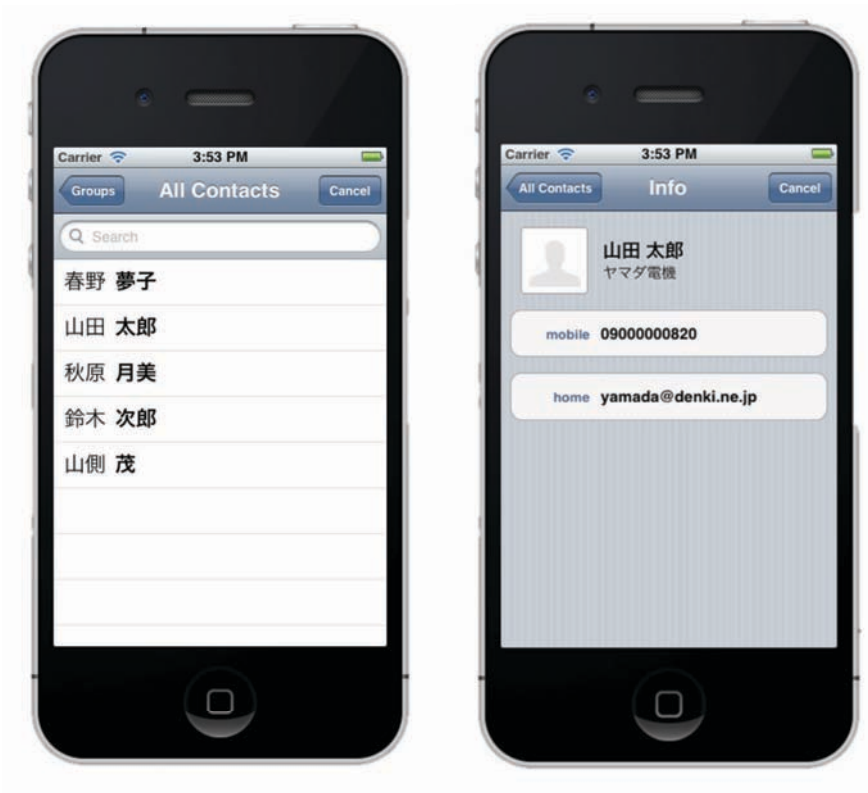 Carrier 3:53 PM
Groups All Contacts Cancel
Search
春野 夢子
山田 太郎
秋原 月美
鈴木 次郎
山側 茂
Carrier 3:53 PM
All Contacts Info Cancel
山田 太郎
ヤマダ電機
mobile 09000000820
home yamada@denki.ne.jp